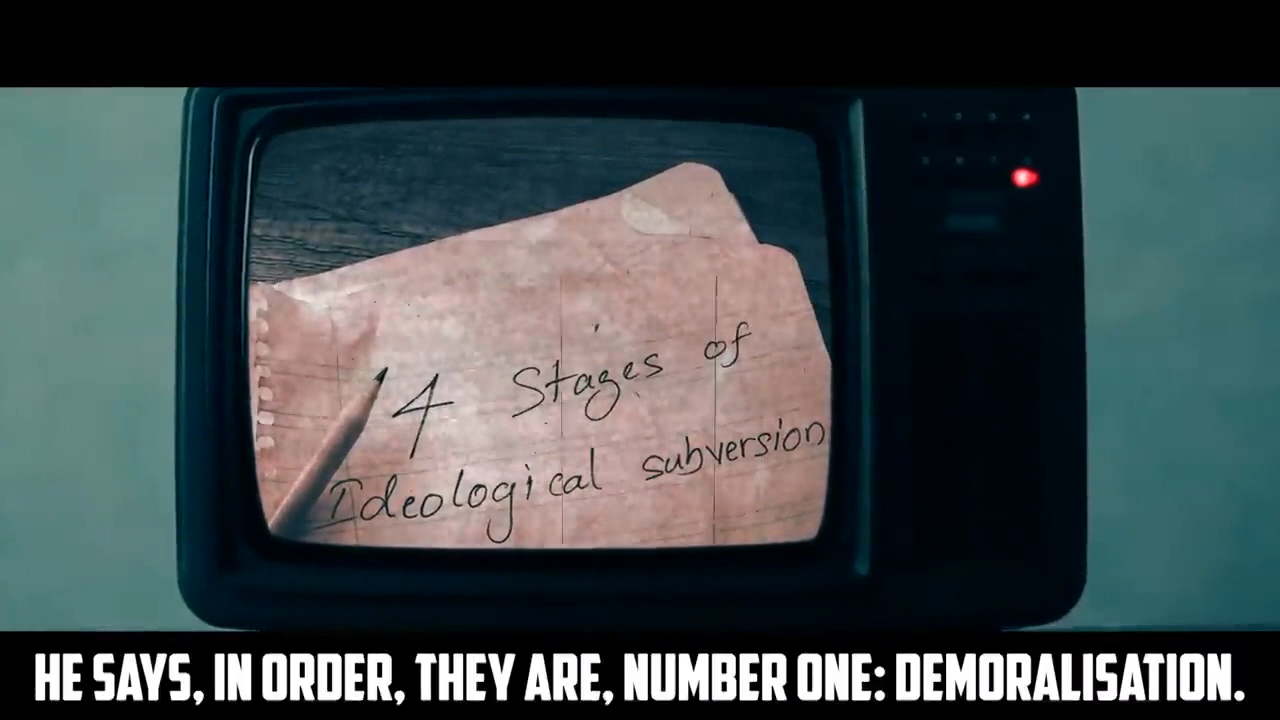 4 Stages of
Ideological subversion
HE SAYS, IN ORDER, THEY ARE, NUMBER ONE: DEMORALISATION.